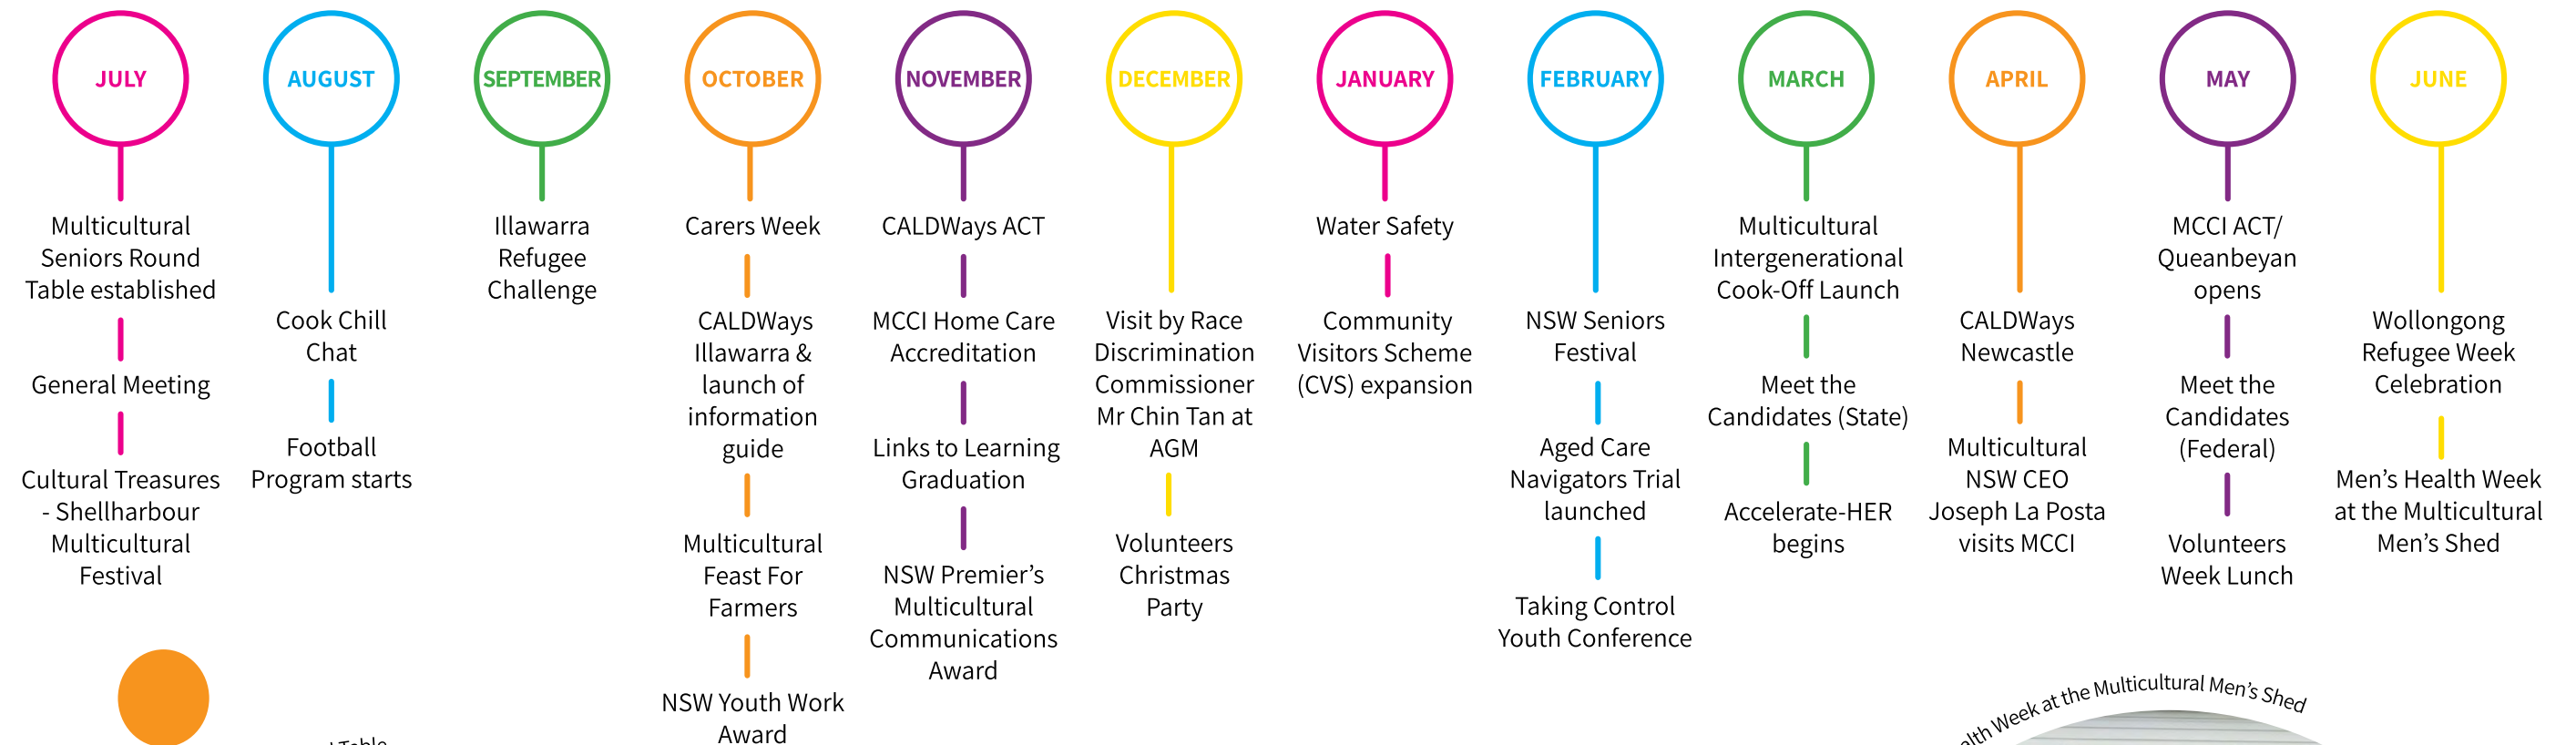 JULY
Multicultural
Seniors Round
Table established
General Meeting
Cultural Treasures
- Shellharbour
Multicultural
Festival
AUGUST
Cook Chill
Chat
Football
Program starts
SEPTEMBER
Illawarra
Refugee
Challenge
OCTOBER
Carers Week
CALDWays
Illawarra &
launch of
information
guide
Multicultural
Feast For
Farmers
NSW Youth Work
Award
NOVEMBER
CALDWays ACT
MCCI Home Care
Accreditation
Links to Learning
Graduation
NSW Premier’s
Multicultural
Communications
Award
DECEMBER
Visit by Race
Discrimination
Commissioner
Mr Chin Tan at
AGM
Volunteers
Christmas
Party
JANUARY
Water Safety
Community
Visitors Scheme
(CVS) expansion
FEBRUARY
NSW Seniors
Festival
Aged Care
Navigators Trial
launched
Taking Control
Youth Conference
MARCH
Multicultural
Intergenerational
Cook-Off Launch
Meet the
Candidates (State)
Accelerate-HER
begins
APRIL
CALDWays
Newcastle
Multicultural
NSW CEO
Joseph La Posta
visits MCCI
MAY
MCCI ACT/
Queanbeyan
opens
Meet the
Candidates
(Federal)
Volunteers
Week Lunch
JUNE
Wollongong
Refugee Week
Celebration
Men’s Health Week
at the Multicultural
Men’s Shed
Week at the Multicultural Men’s Shed
Table